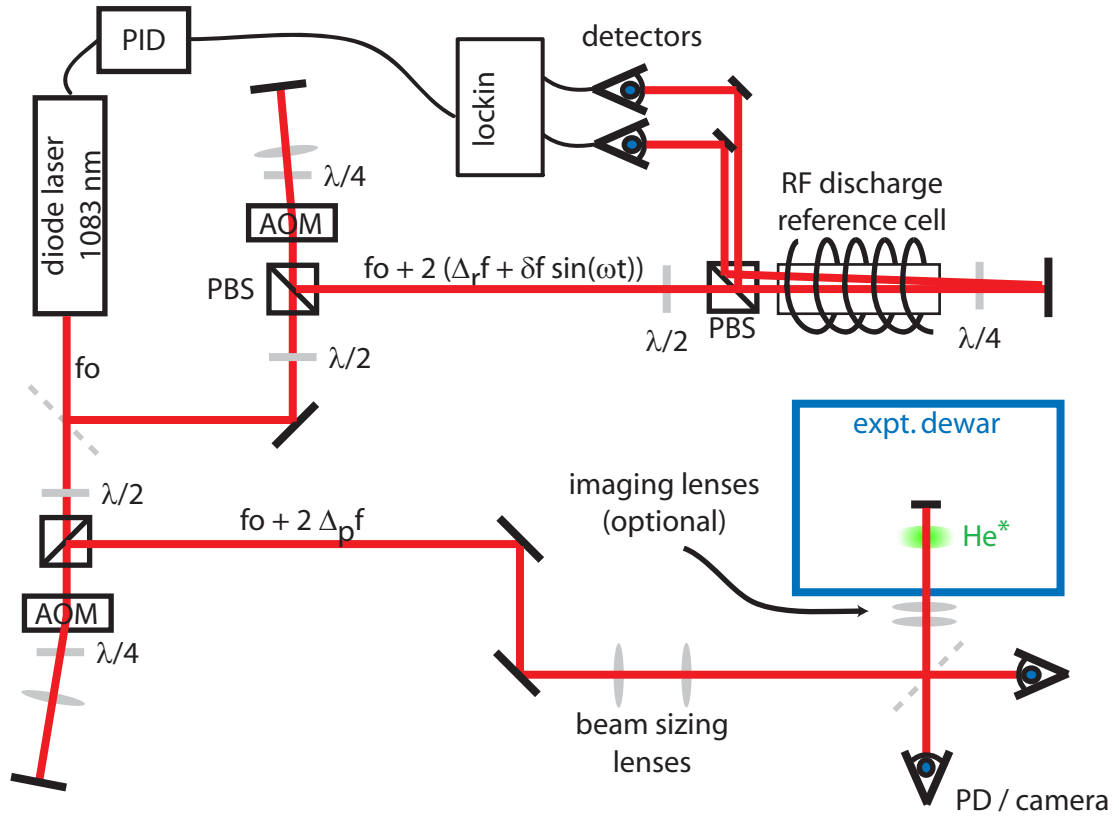 PID
detectors
diode laser
1083 nm
lockin
λ/4
AOM
RF discharge
reference cell
PBS
fo + 2 (Δrf + δf sin(ωt))
λ/2
PBS
λ/4
fo
λ/2
expt. dewar
λ/2
fo + 2 Δpf
imaging lenses
(optional)
He*
AOM
λ/4
beam sizing
lenses
PD / camera